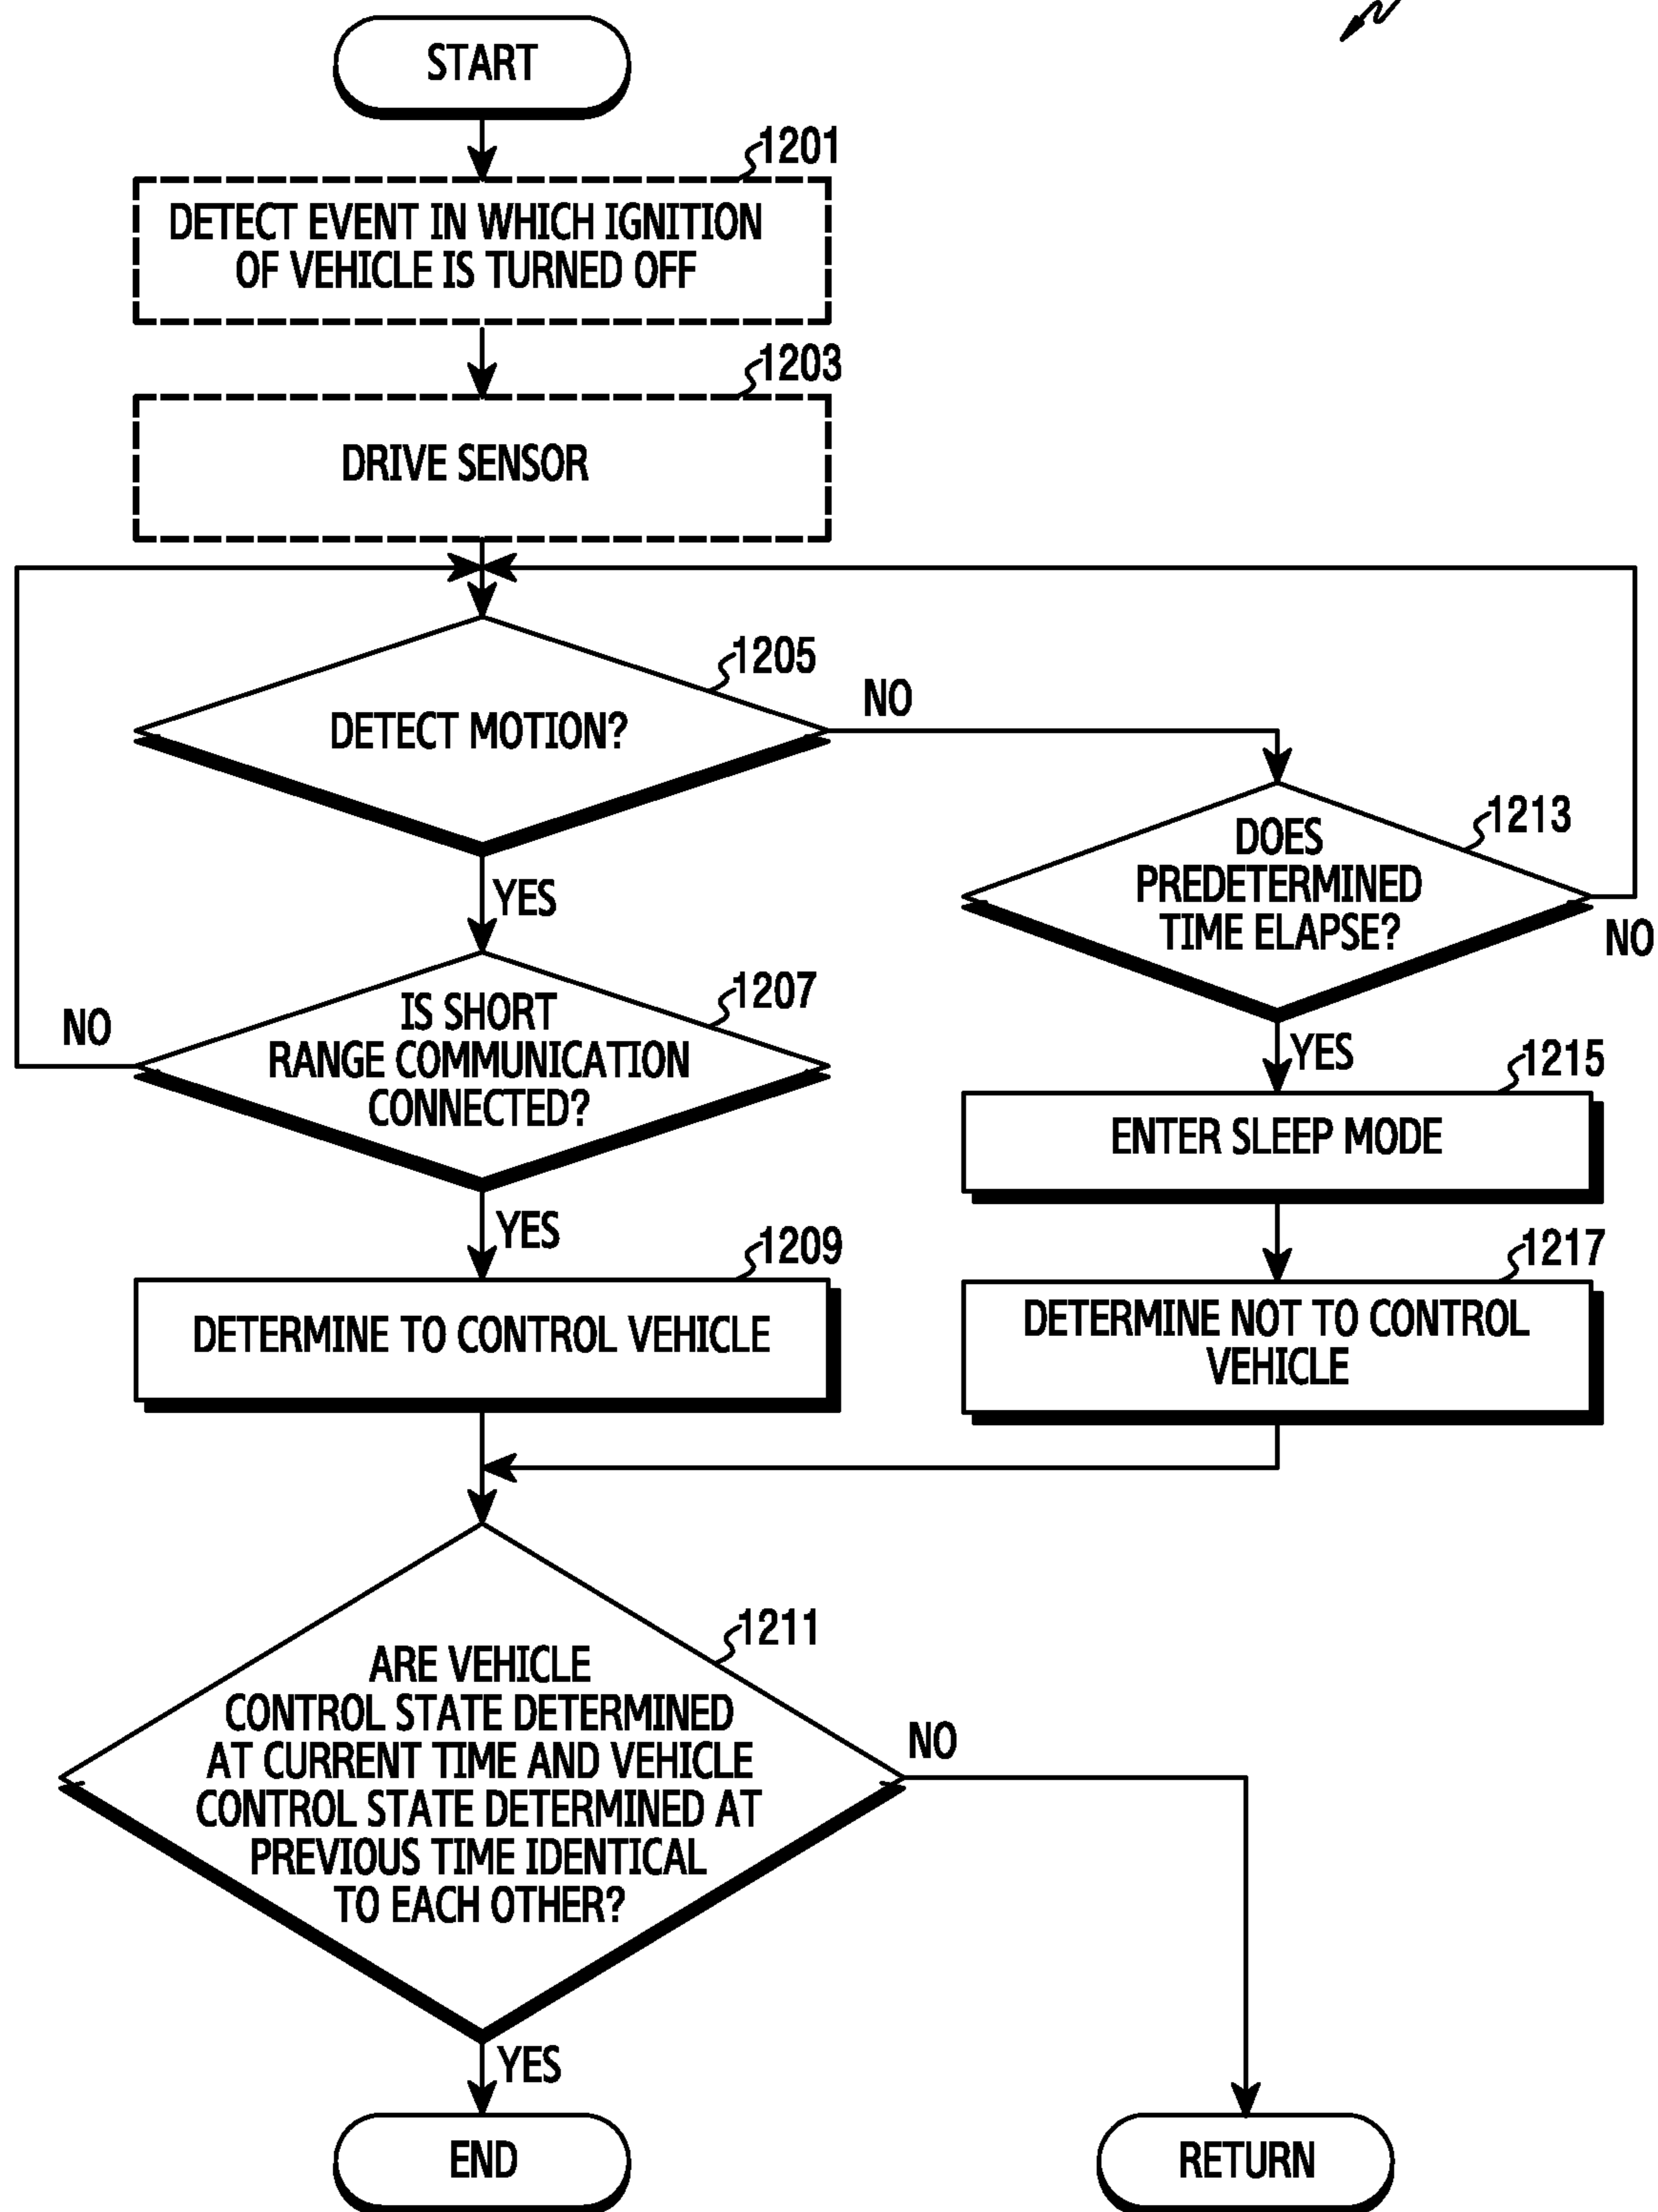 START
1201
DETECT EVENT IN WHICH IGNITION
OF VEHICLE IS TURNED OFF
1203
DRIVE SENSOR
1205
DETECT MOTION?
NO
YES
1213
DOES
PREDETERMINED
TIME ELAPSE?
NO
YES
1207
IS SHORT
RANGE COMMUNICATION
CONNECTED?
NO
YES
1215
ENTER SLEEP MODE
1209
DETERMINE TO CONTROL VEHICLE
1217
DETERMINE NOT TO CONTROL
VEHICLE
1211
ARE VEHICLE
CONTROL STATE DETERMINED
AT CURRENT TIME AND VEHICLE
CONTROL STATE DETERMINED AT
PREVIOUS TIME IDENTICAL
TO EACH OTHER?
NO
YES
END
RETURN